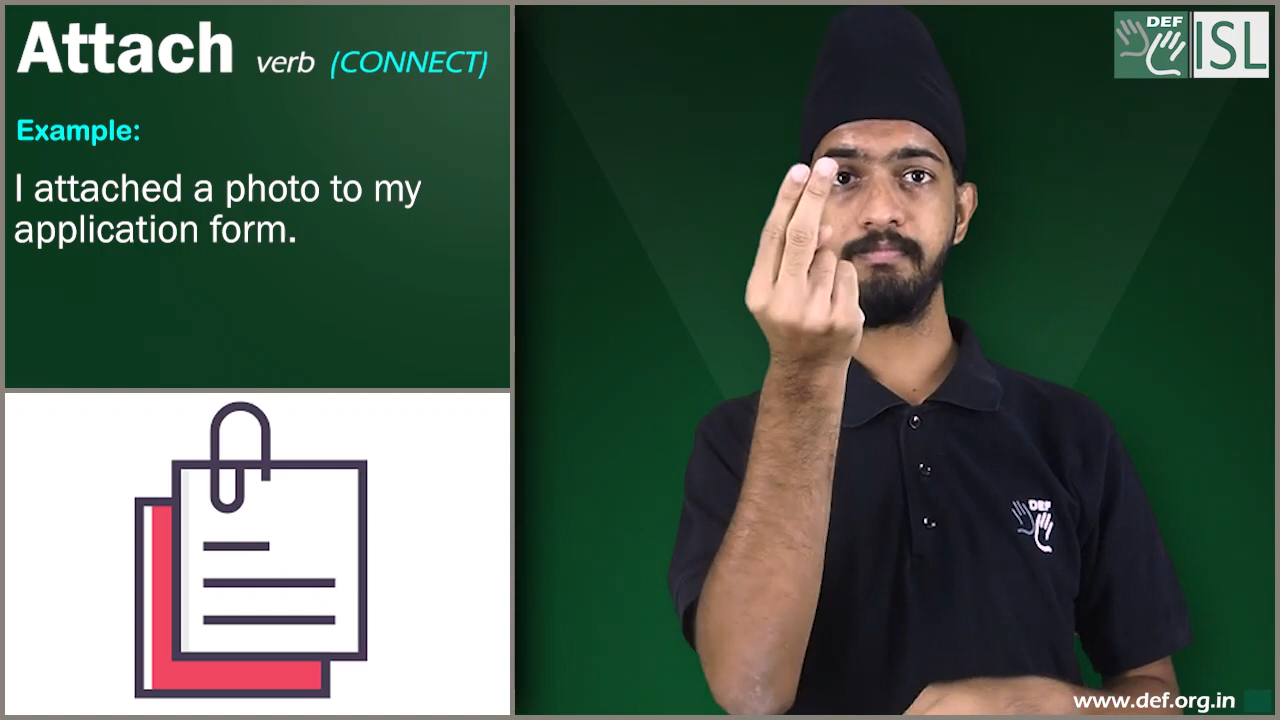 Attach verb (CONNECT)
Example:
I attached a photo to my
application form.
DEF
ISL
DEF
www.def.org.in